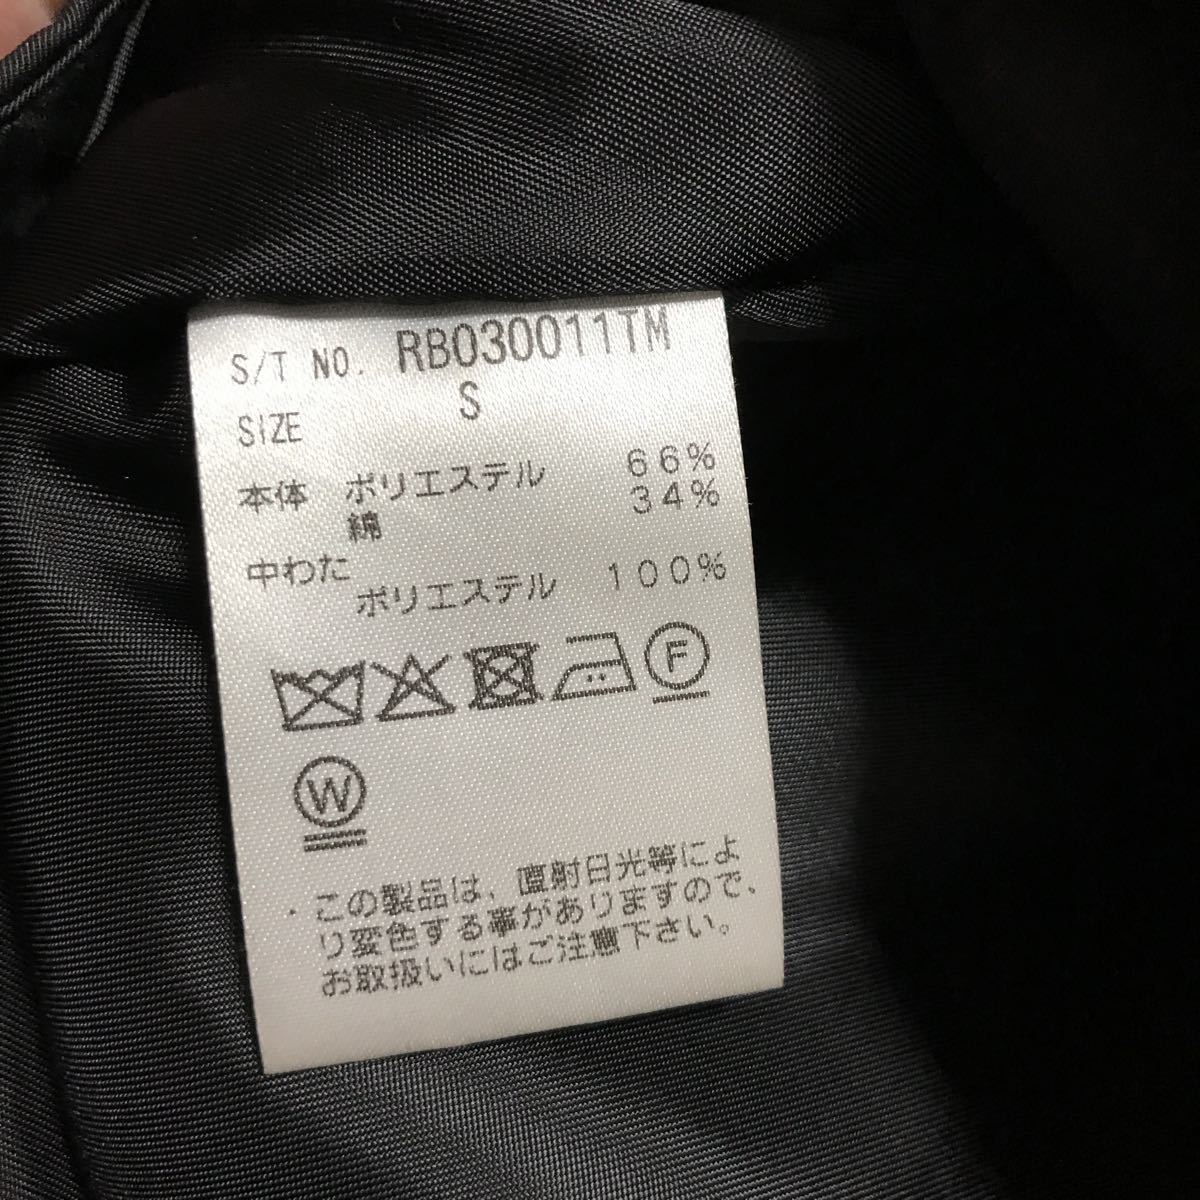 S/T NO. RB030011TM
SIZE S
本体 ポリエステル 66%
綿 34%
中わた
ポリエステル 100%
F
W
・この製品は、直射日光等によ
り変色する事がありますので、
お取扱いにはご注意下さい。